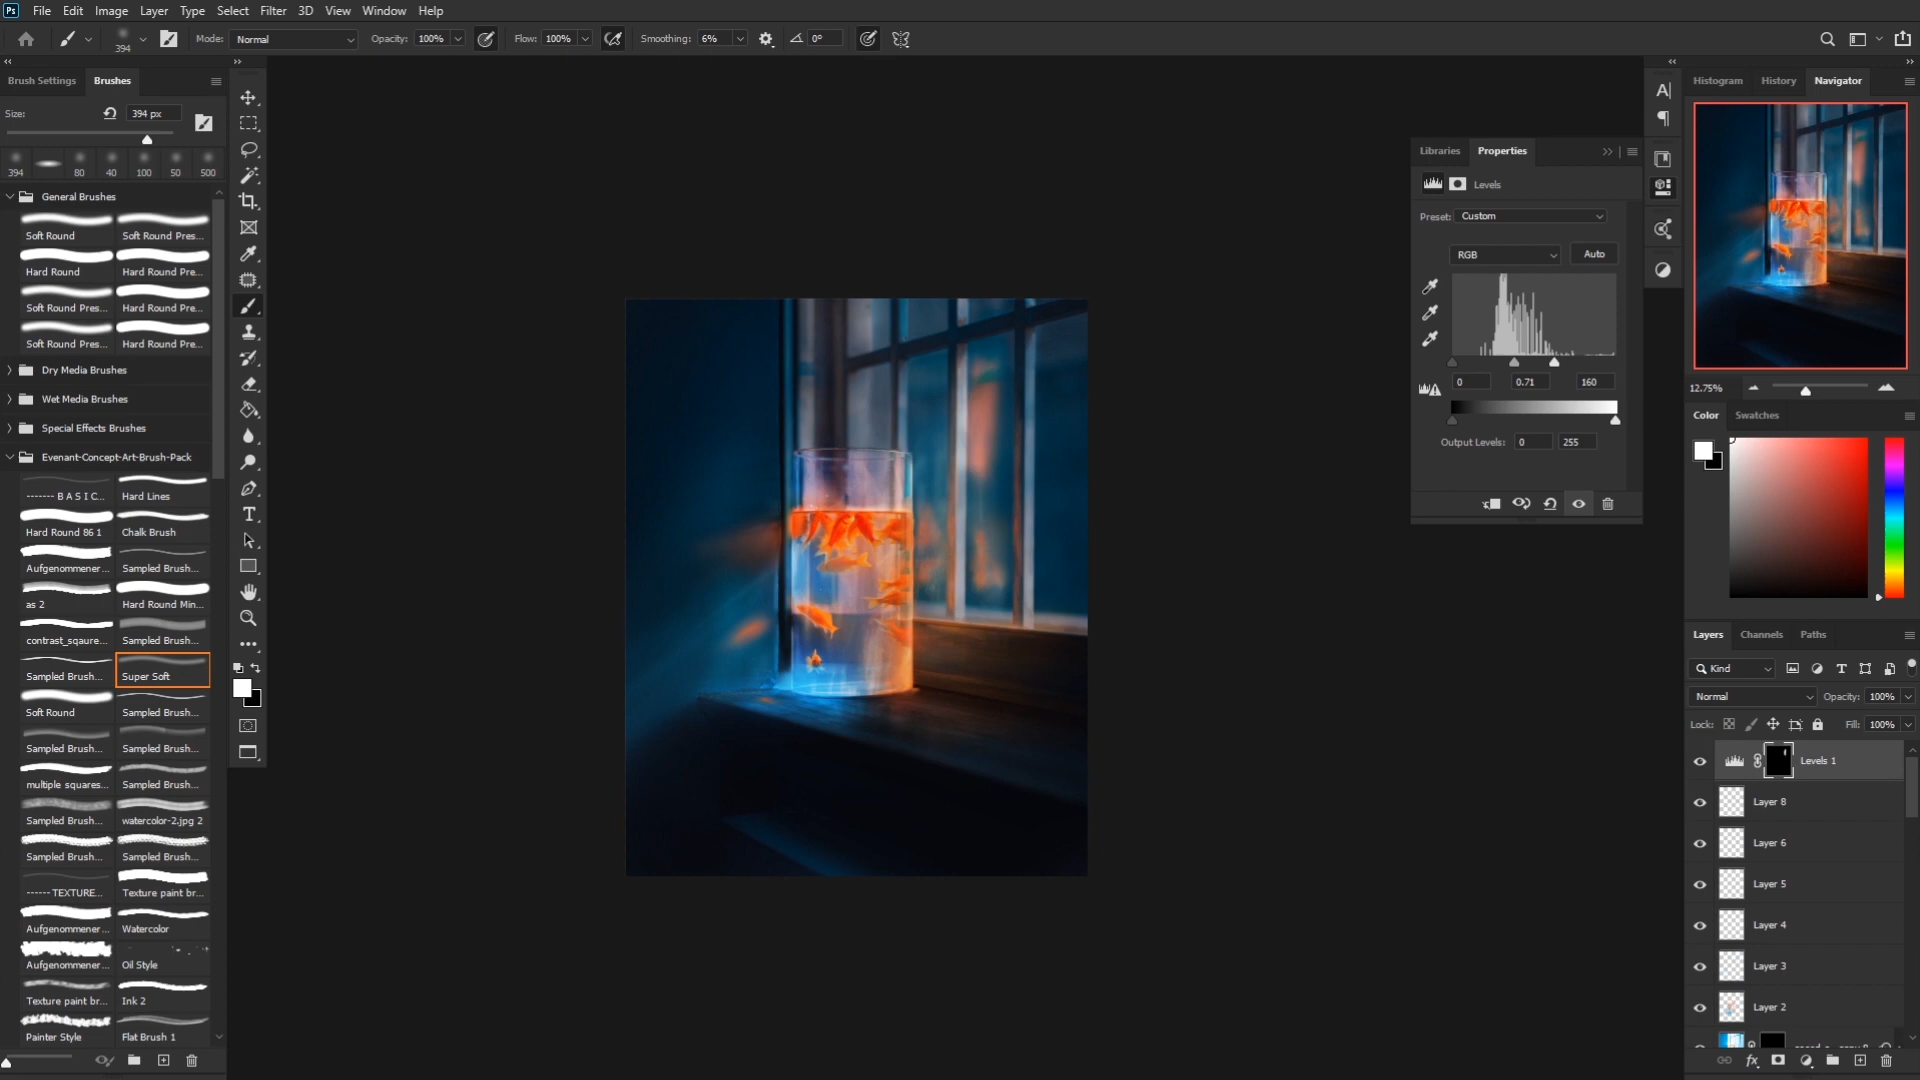 Ps File Edit Image Layer Type Select Filter 3D View Window Help
394 Mode: Normal Opacity: 100% Flow: 100% Smoothing: 6% 0°
Brush Settings Brushes
Size: 394 px
394 80 40 100 50 500
General Brushes
Soft Round Soft Round Pres...
Hard Round Hard Round Pre...
Soft Round Pres... Hard Round Pre...
Soft Round Pres... Hard Round Pre...
Dry Media Brushes
Wet Media Brushes
Special Effects Brushes
Evenant-Concept-Art-Brush-Pack
------- B A S I C... Hard Lines
Hard Round 86 1 Chalk Brush
Aufgenommener... Sampled Brush...
as 2 Hard Round Min...
contrast_sqaure... Sampled Brush...
Sampled Brush... Super Soft
Soft Round Sampled Brush...
Sampled Brush... Sampled Brush...
multiple squares... Sampled Brush...
Sampled Brush... watercolor-2.jpg 2
Sampled Brush... Sampled Brush...
------ TEXTURE... Texture paint br...
Aufgenommener... Watercolor
Aufgenommener... Oil Style
Texture paint br... Ink 2
Painter Style Flat Brush 1
Libraries Properties
Levels
Preset: Custom
RGB Auto
0 0.71 160
Output Levels: 0 255
Histogram History Navigator
12.75%
Color Swatches
Layers Channels Paths
Kind
Normal Opacity: 100%
Lock: Fill: 100%
Levels 1
Layer 8
Layer 6
Layer 5
Layer 4
Layer 3
Layer 2